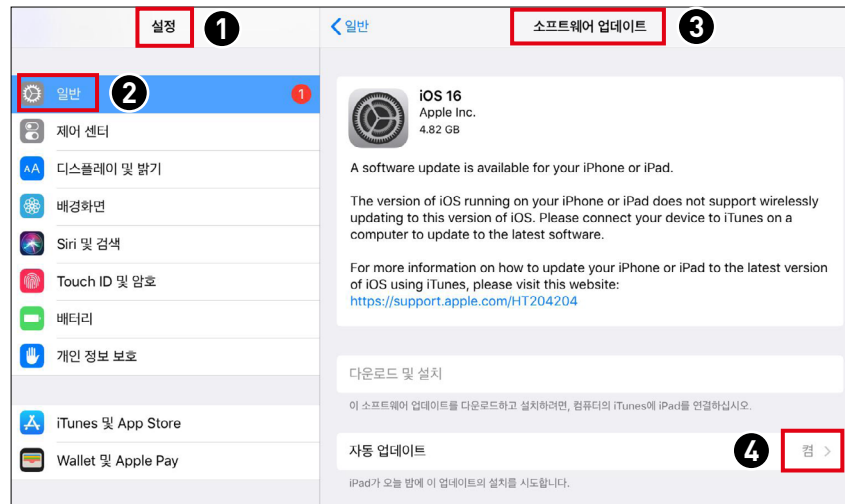 설정
1
일반
소프트웨어 업데이트
3
일반
2
1
제어 센터
AA 디스플레이 및 밝기
배경화면
Siri 및 검색
Touch ID 및 암호
배터리
개인 정보 보호
iTunes 및 App Store
Wallet 및 Apple Pay
iOS 16
Apple Inc.
4.82 GB
A software update is available for your iPhone or iPad.
The version of iOS running on your iPhone or iPad does not support wirelessly
updating to this version of iOS. Please connect your device to iTunes on a
computer to update to the latest software.
For more information on how to update your iPhone or iPad to the latest version
of iOS using iTunes, please visit this website:
https://support.apple.com/HT204204
다운로드 및 설치
이 소프트웨어 업데이트를 다운로드하고 설치하려면, 컴퓨터의 iTunes에 iPad를 연결하십시오.
자동 업데이트
4
켬
iPad가 오늘 밤에 이 업데이트의 설치를 시도합니다.